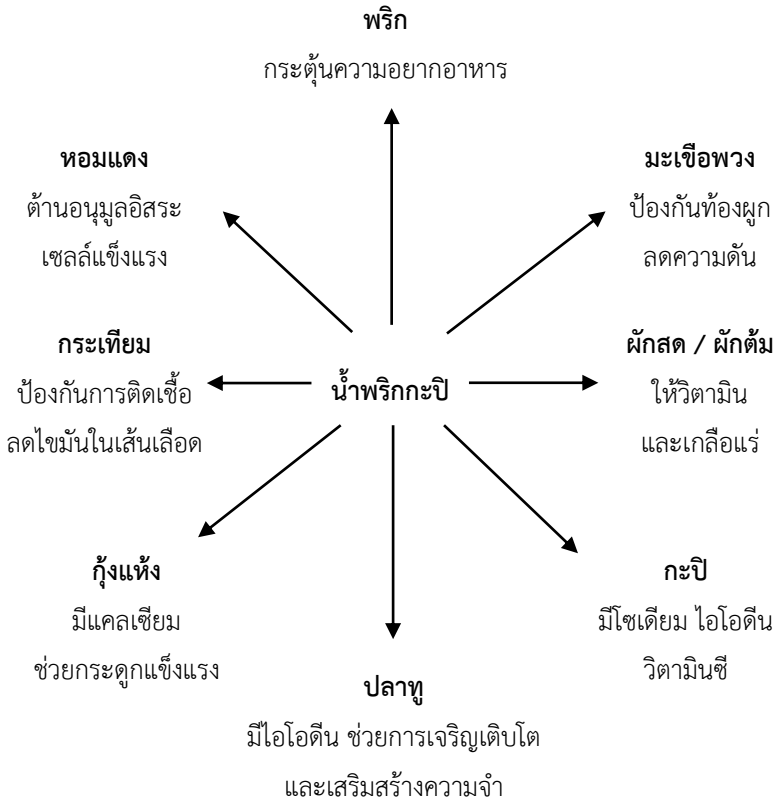 พริก
กระตุ้นความอยากอาหาร
หอมแดง
ต้านอนุมูลอิสระ
เซลล์แข็งแรง
มะเขือพวง
ป้องกันท้องผูก
ลดความดัน
กระเทียม
ป้องกันการติดเชื้อ
ลดไขมันในเส้นเลือด
น้ำพริกกะปิ
ผักสด / ผักต้ม
ให้วิตามิน
และเกลือแร่
กุ้งแห้ง
มีแคลเซียม
ช่วยกระดูกแข็งแรง
ปลาทู
มีไอโอดีน ช่วยการเจริญเติบโต
และเสริมสร้างความจำ
กะปิ
มีโซเดียม ไอโอดีน
วิตามินซี